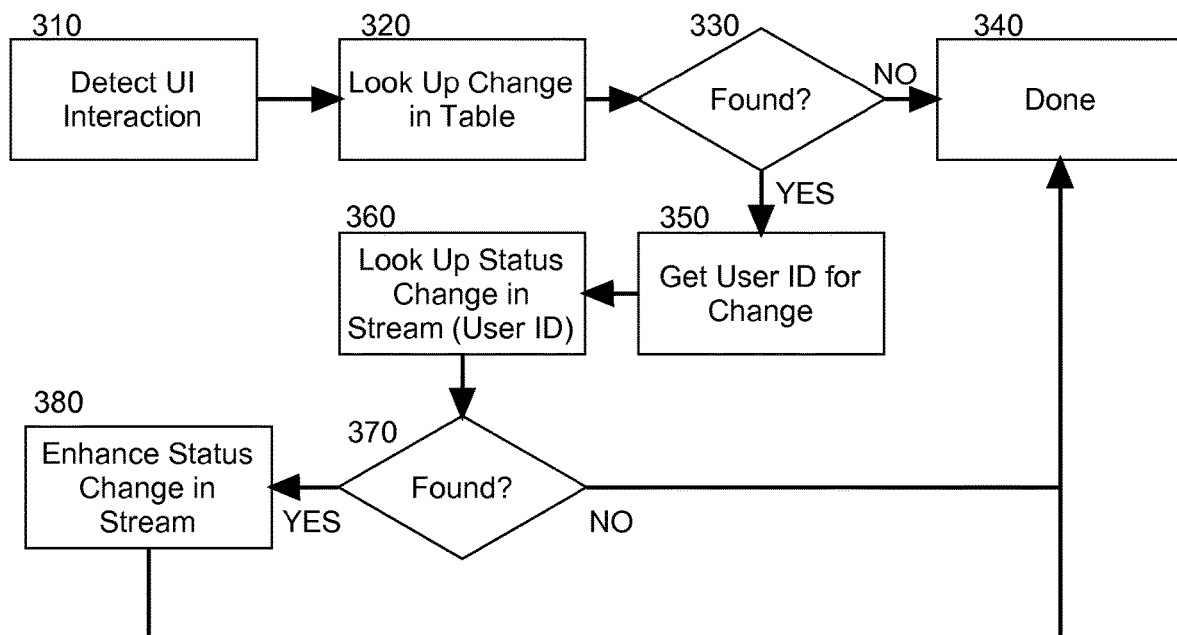 310
Detect UI
Interaction
320
Look Up Change
in Table
330
Found?
NO
YES
340
Done
350
Get User ID for
Change
360
Look Up Status
Change in
Stream (User ID)
370
Found?
YES
NO
380
Enhance Status
Change in
Stream